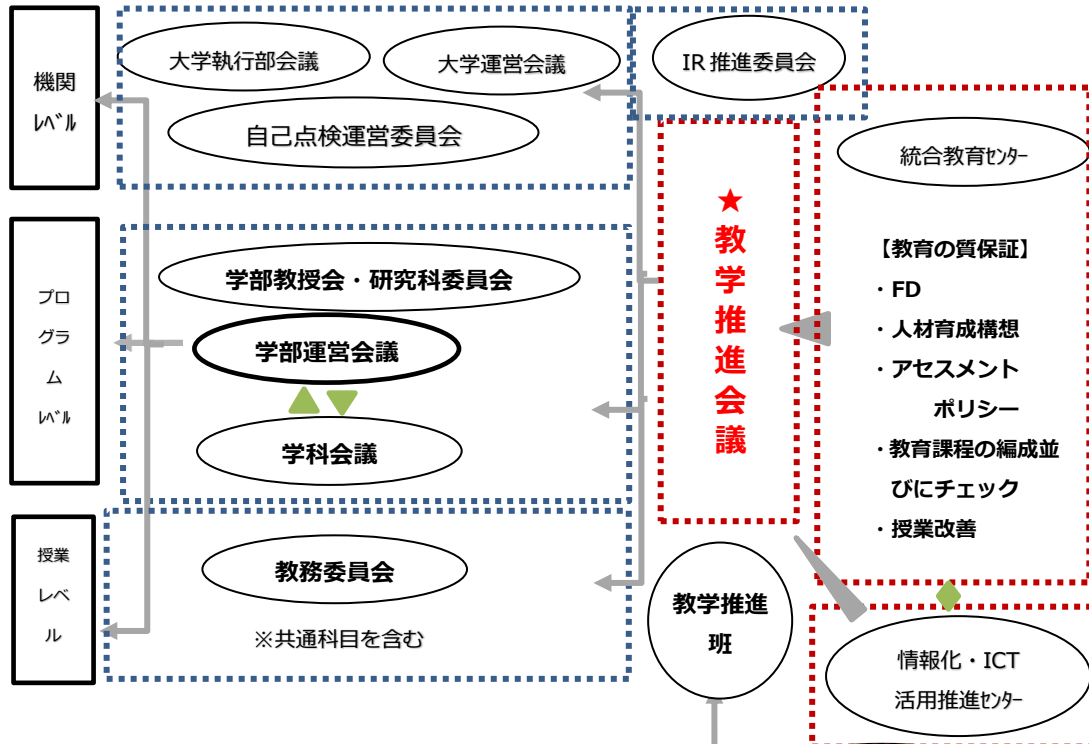 機関
ﾚﾍﾞﾙ
大学執行部会議
大学運営会議
自己点検運営委員会
IR 推進委員会
プロ
グラ
ム
ﾚﾍﾞﾙ
学部教授会・研究科委員会
学部運営会議
学科会議
授業
レベ
ル
教務委員会
※共通科目を含む
★
教
学
推
進
会
議
教学推進
班
統合教育ｾﾝﾀｰ
【教育の質保証】
・FD
・人材育成構想
・アセスメント
ポリシー
・教育課程の編成並
びにチェック
・授業改善
情報化・ICT
活用推進ｾﾝﾀｰ